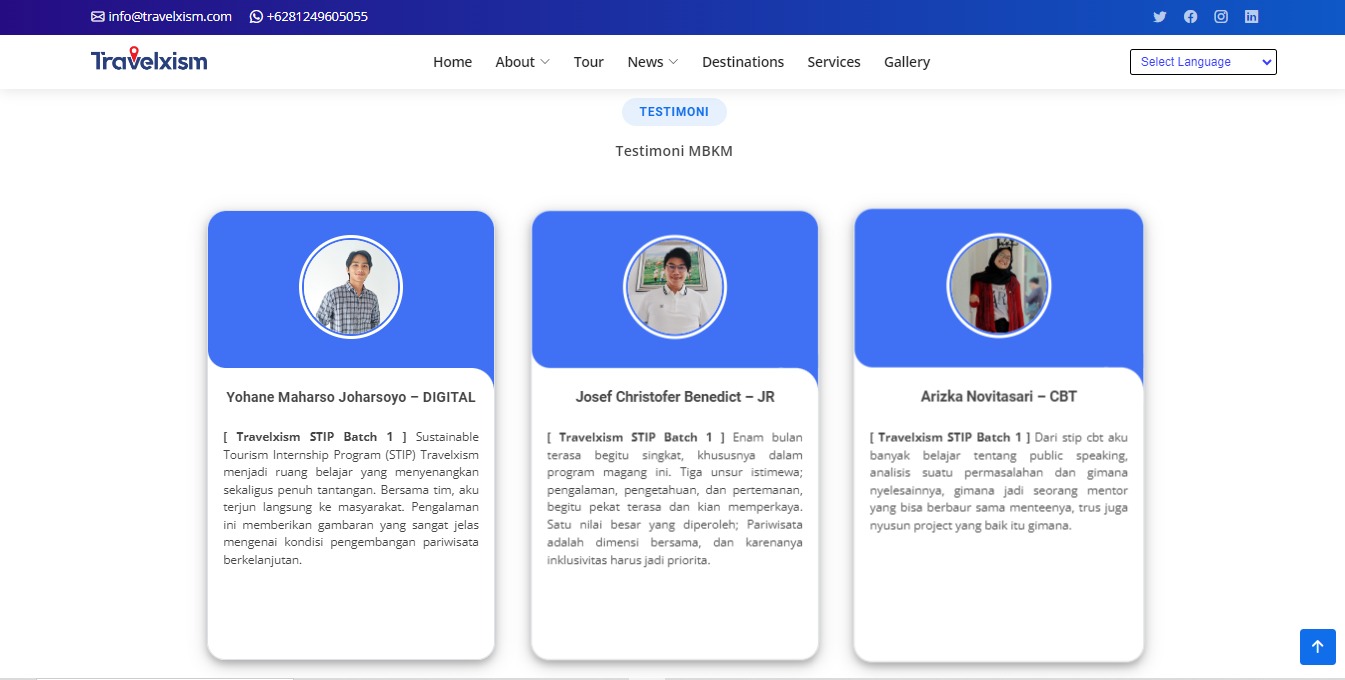 info@travelxism.com +6281249605055
Travelxism
Home About Tour News Destinations Services Gallery
Select Language
TESTIMONI
Testimoni MBKM
Yohane Maharso Joharsoyo – DIGITAL
[ Travelxism STIP Batch 1 ] Sustainable
Tourism Internship Program (STIP) Travelxism
menjadi ruang belajar yang menyenangkan
sekaligus penuh tantangan. Bersama tim, aku
terjun langsung ke masyarakat. Pengalaman
ini memberikan gambaran yang sangat jelas
mengenai kondisi pengembangan pariwisata
berkelanjutan.
Josef Christofer Benedict – JR
[ Travelxism STIP Batch 1 ] Enam bulan
terasa begitu singkat, khususnya dalam
program magang ini. Tiga unsur istimewa;
pengalaman, pengetahuan, dan pertemanan,
begitu pekat terasa dan kian memperkaya.
Satu nilai besar yang diperoleh; Pariwisata
adalah dimensi bersama, dan karenanya
inklusivitas harus jadi priorita.
Arizka Novitasari – CBT
[ Travelxism STIP Batch 1 ] Dari stip cbt aku
banyak belajar tentang public speaking,
analisis suatu permasalahan dan gimana
nyelesainnya, gimana jadi seorang mentor
yang bisa berbaur sama menteenya, trus juga
nyusun project yang baik itu gimana.